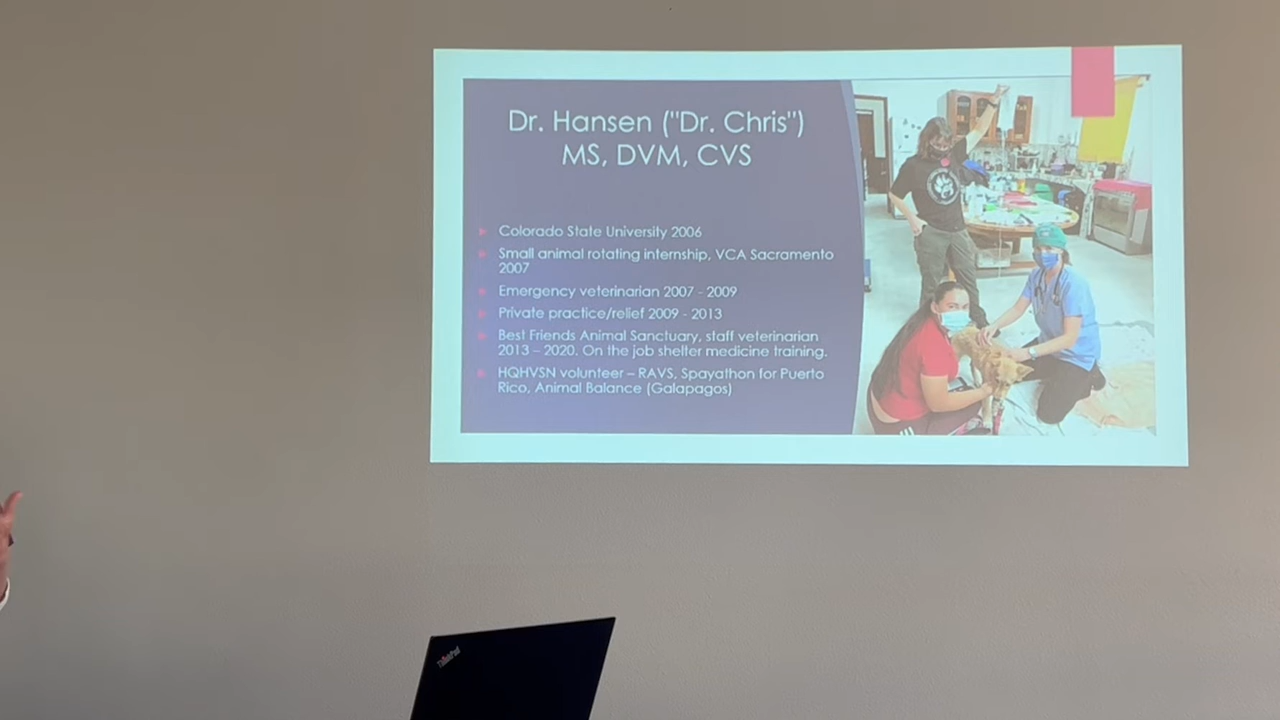 Dr. Hansen ("Dr. Chris")
MS, DVM, CVS
Colorado State University 2006
Small animal rotating internship, VCA Sacramento
2007
Emergency veterinarian 2007 - 2009
Private practice/relief 2009 - 2013
Best Friends Animal Sanctuary, staff veterinarian
2013 – 2020. On the job shelter medicine training.
HQHVSN volunteer – RAVS, Spayathon for Puerto
Rico, Animal Balance (Galapagos)
ThinkPad